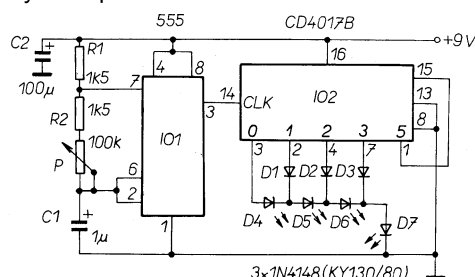 555
CD4017B
+9V
C2
+
100µ
R1
1k5
R2
1k5
100k
P
C1
+
1µ
4
8
7
3
6
2
1
IO1
14
CLK
IO2
16
15
13
8
0
1
2
3
5
3
2
4
7
1
D1
D2
D3
D4
D5
D6
D7
3x1N4148(KY130/80)